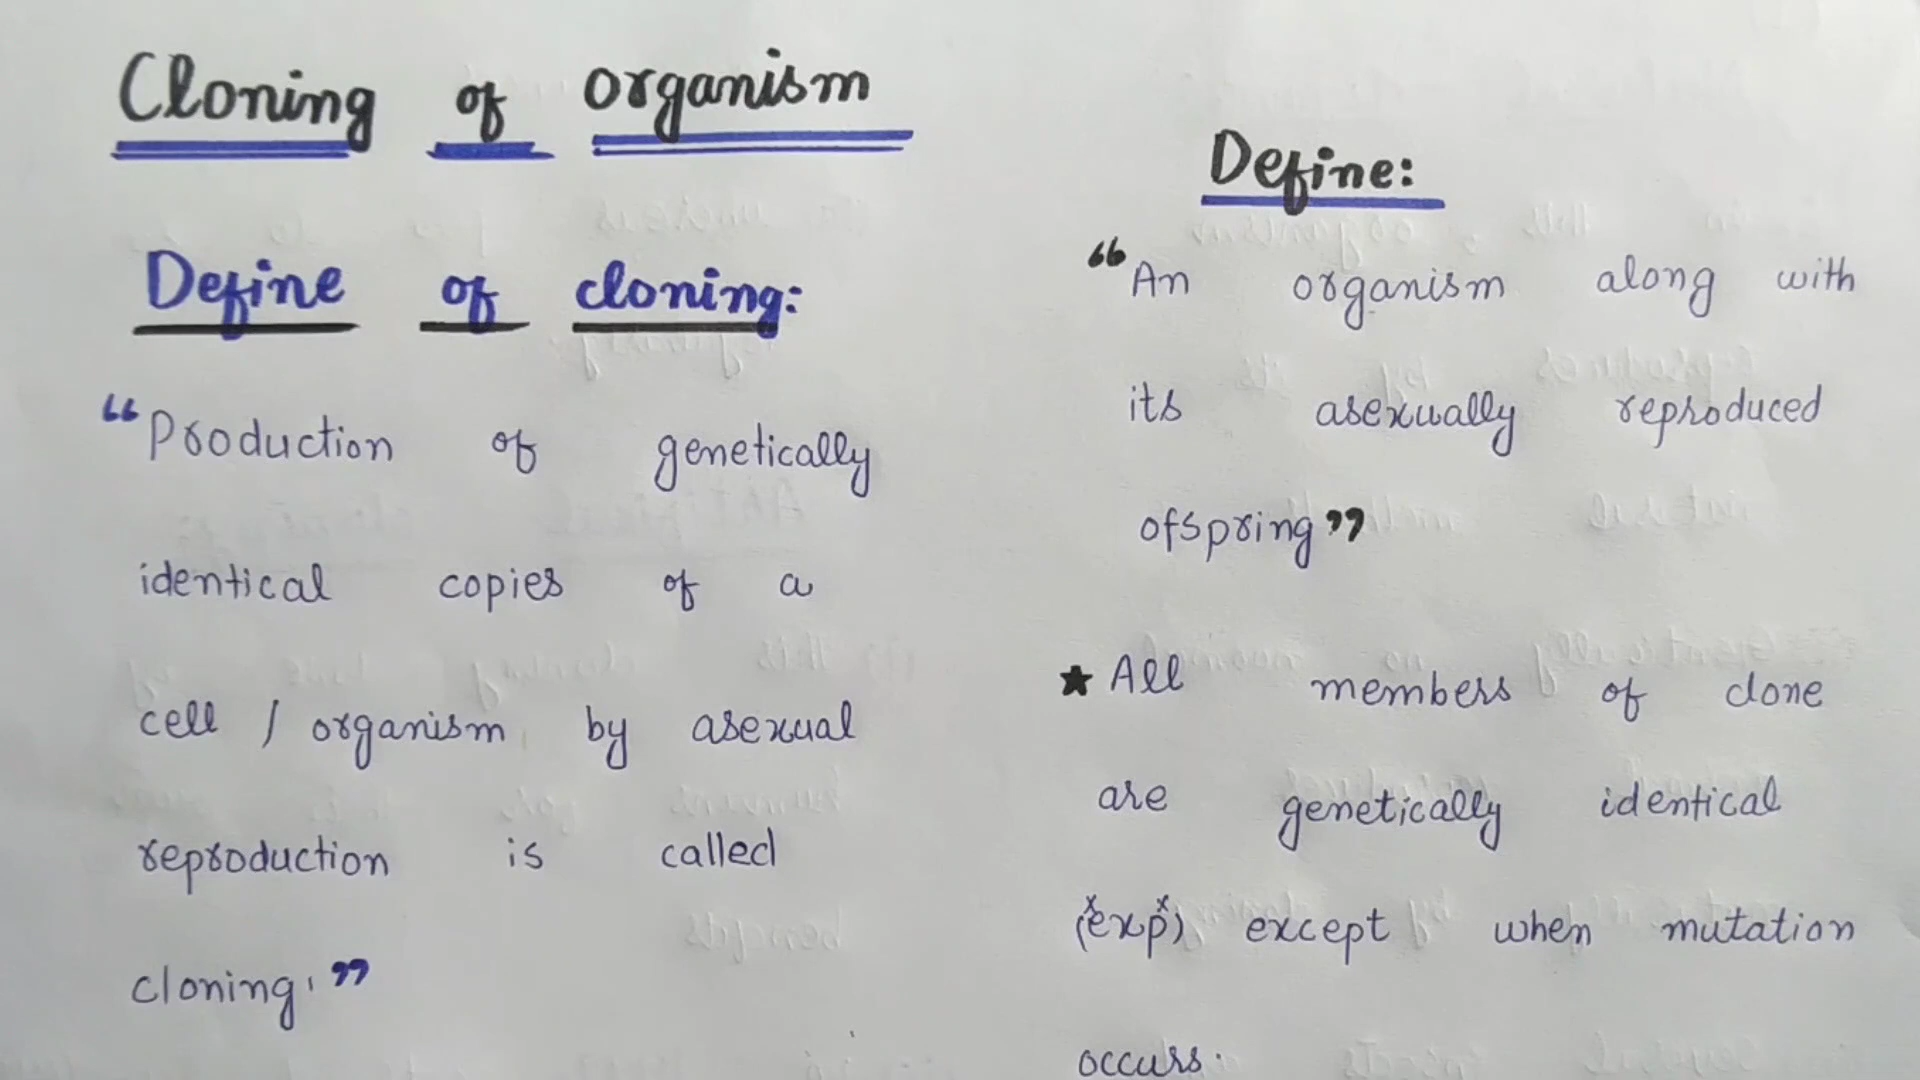 Cloning of organism
Define of cloning:
“Production of genetically
identical copies of a
cell / organism by asexual
reproduction is called
cloning.”
Define:
“An organism along with
its asexually reproduced
ofspring”
★ All members of clone
are genetically identical
(exp) except when mutation
occurs.